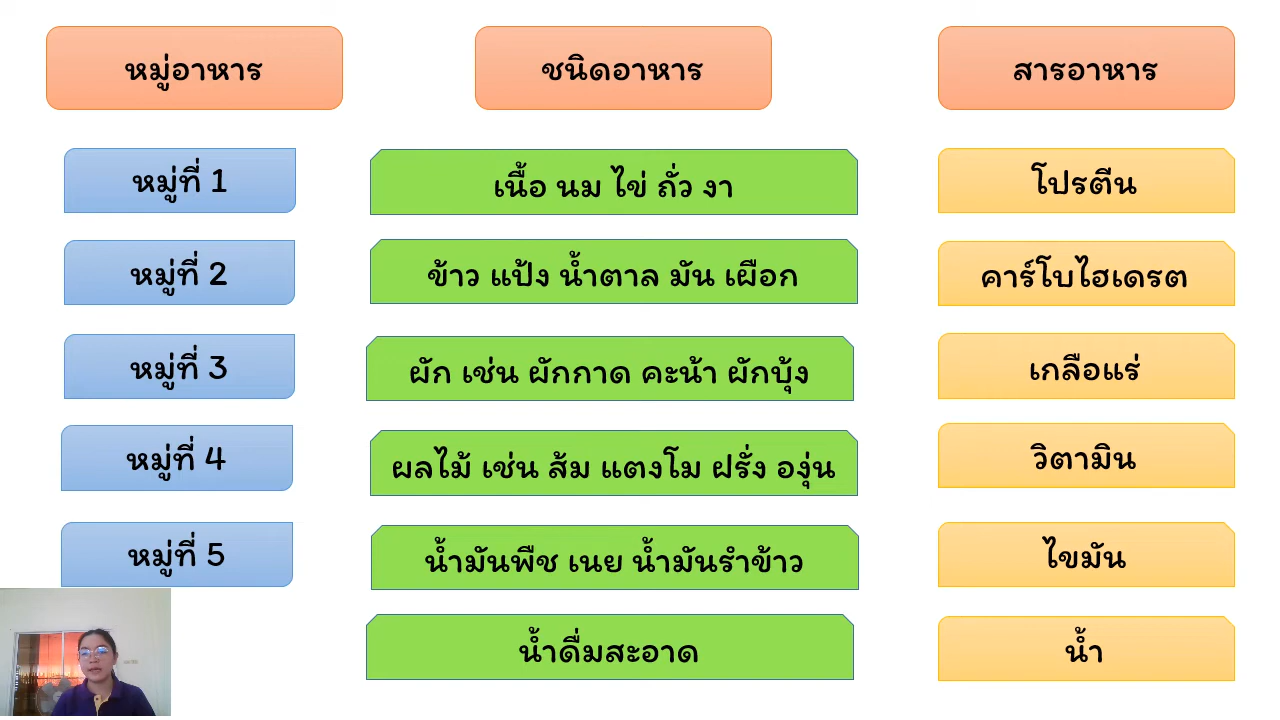 หมู่อาหาร ชนิดอาหาร สารอาหาร
หมู่ที่ 1 เนื้อ นม ไข่ ถั่ว งา โปรตีน
หมู่ที่ 2 ข้าว แป้ง น้ำตาล มัน เผือก คาร์โบไฮเดรต
หมู่ที่ 3 ผัก เช่น ผักกาด คะน้า ผักบุ้ง เกลือแร่
หมู่ที่ 4 ผลไม้ เช่น ส้ม แตงโม ฝรั่ง องุ่น วิตามิน
หมู่ที่ 5 น้ำมันพืช เนย น้ำมันรำข้าว ไขมัน
น้ำดื่มสะอาด น้ำ